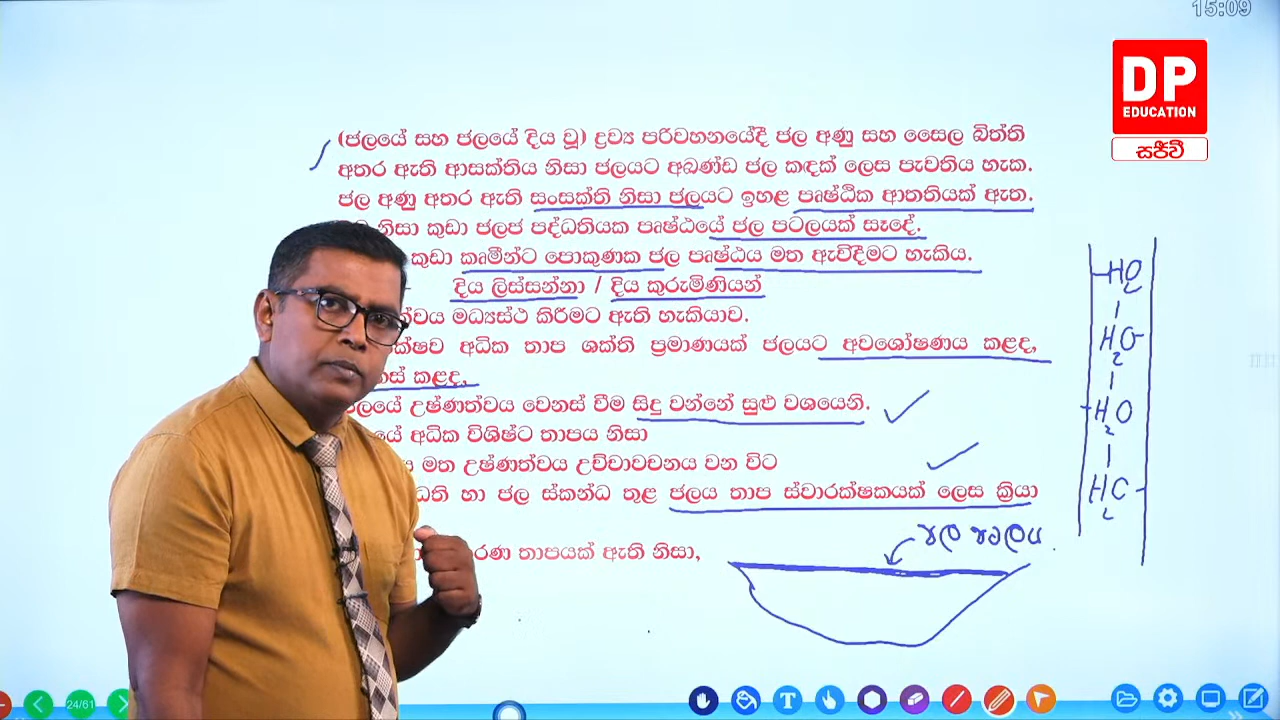 15:09
DP
EDUCATION
සජීවී
(ජලයේ සහ ජලයේ දිය වූ) ද්‍රව්‍ය පරිවහනයේදී ජල අණු සහ සෛල බිත්ති
අතර ඇති ආසක්තිය නිසා ජලයට අඛණ්ඩ ජල කඳක් ලෙස පැවතිය හැක.
ජල අණු අතර ඇති සංසක්ති නිසා ජලයට ඉහළ පෘෂ්ඨික ආතතියක් ඇත.
නිසා කුඩා ජලජ පද්ධතියක පෘෂ්ඨයේ ජල පටලයක් සෑදේ.
කුඩා කෘමීන්ට පොකුණක ජල පෘෂ්ඨය මත ඇවිදීමට හැකිය.
දිය ලිස්සන්නා / දිය කුරුමිණියන්
මධ්‍යස්ථ කිරීමට ඇති හැකියාව.
අධික තාප ශක්ති ප්‍රමාණයක් ජලයට අවශෝෂණය කළද,
කළද,
උෂ්ණත්වය වෙනස් වීම සිදු වන්නේ සුළු වශයෙනි.
අධික විශිෂ්ට තාපය නිසා
මත උෂ්ණත්වය උච්චාවචනය වන විට
හා ජල ස්කන්ධ තුළ ජලය තාප ස්වාරක්ෂකයක් ලෙස ක්‍රියා
තාපයක් ඇති නිසා,
ජල පටලය
H2O
H2O
H2O
24/61